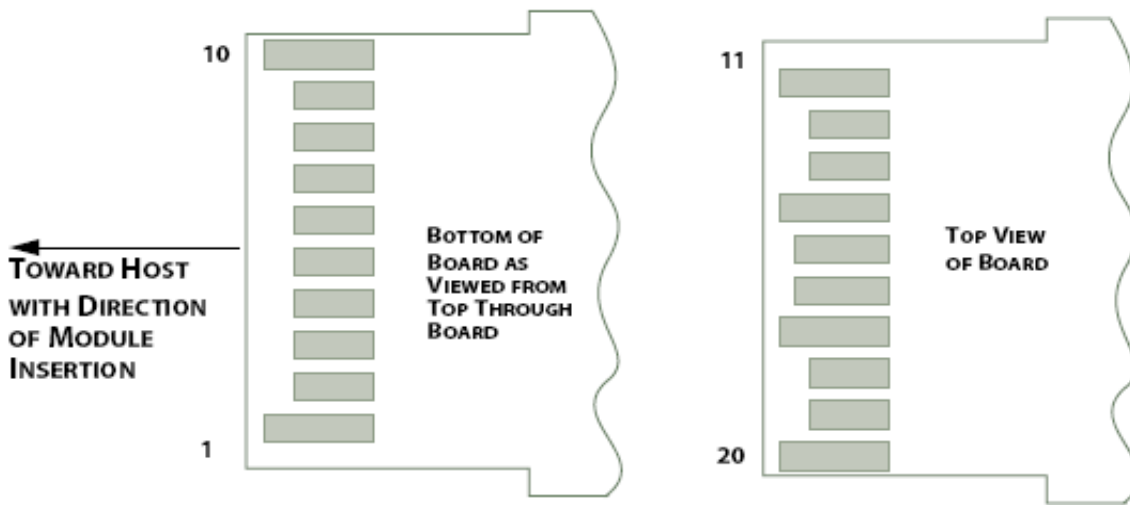 10
TOWARD HOST
WITH DIRECTION
OF MODULE
INSERTION
1
BOTTOM OF
BOARD AS
VIEWED FROM
TOP THROUGH
BOARD
11
20
TOP VIEW
OF BOARD